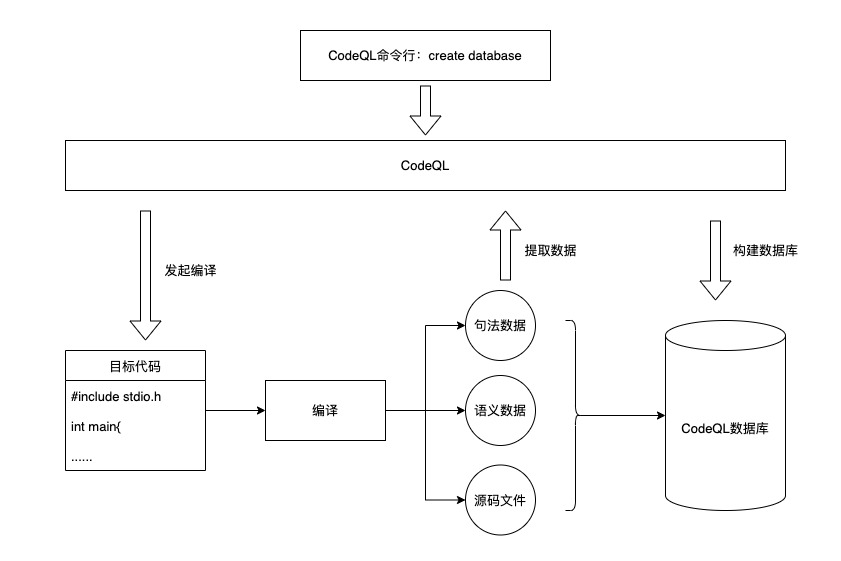 CodeQL命令行：create database
CodeQL
发起编译
提取数据
构建数据库
目标代码
#include stdio.h
int main{
......
编译
句法数据
语义数据
源码文件
CodeQL数据库